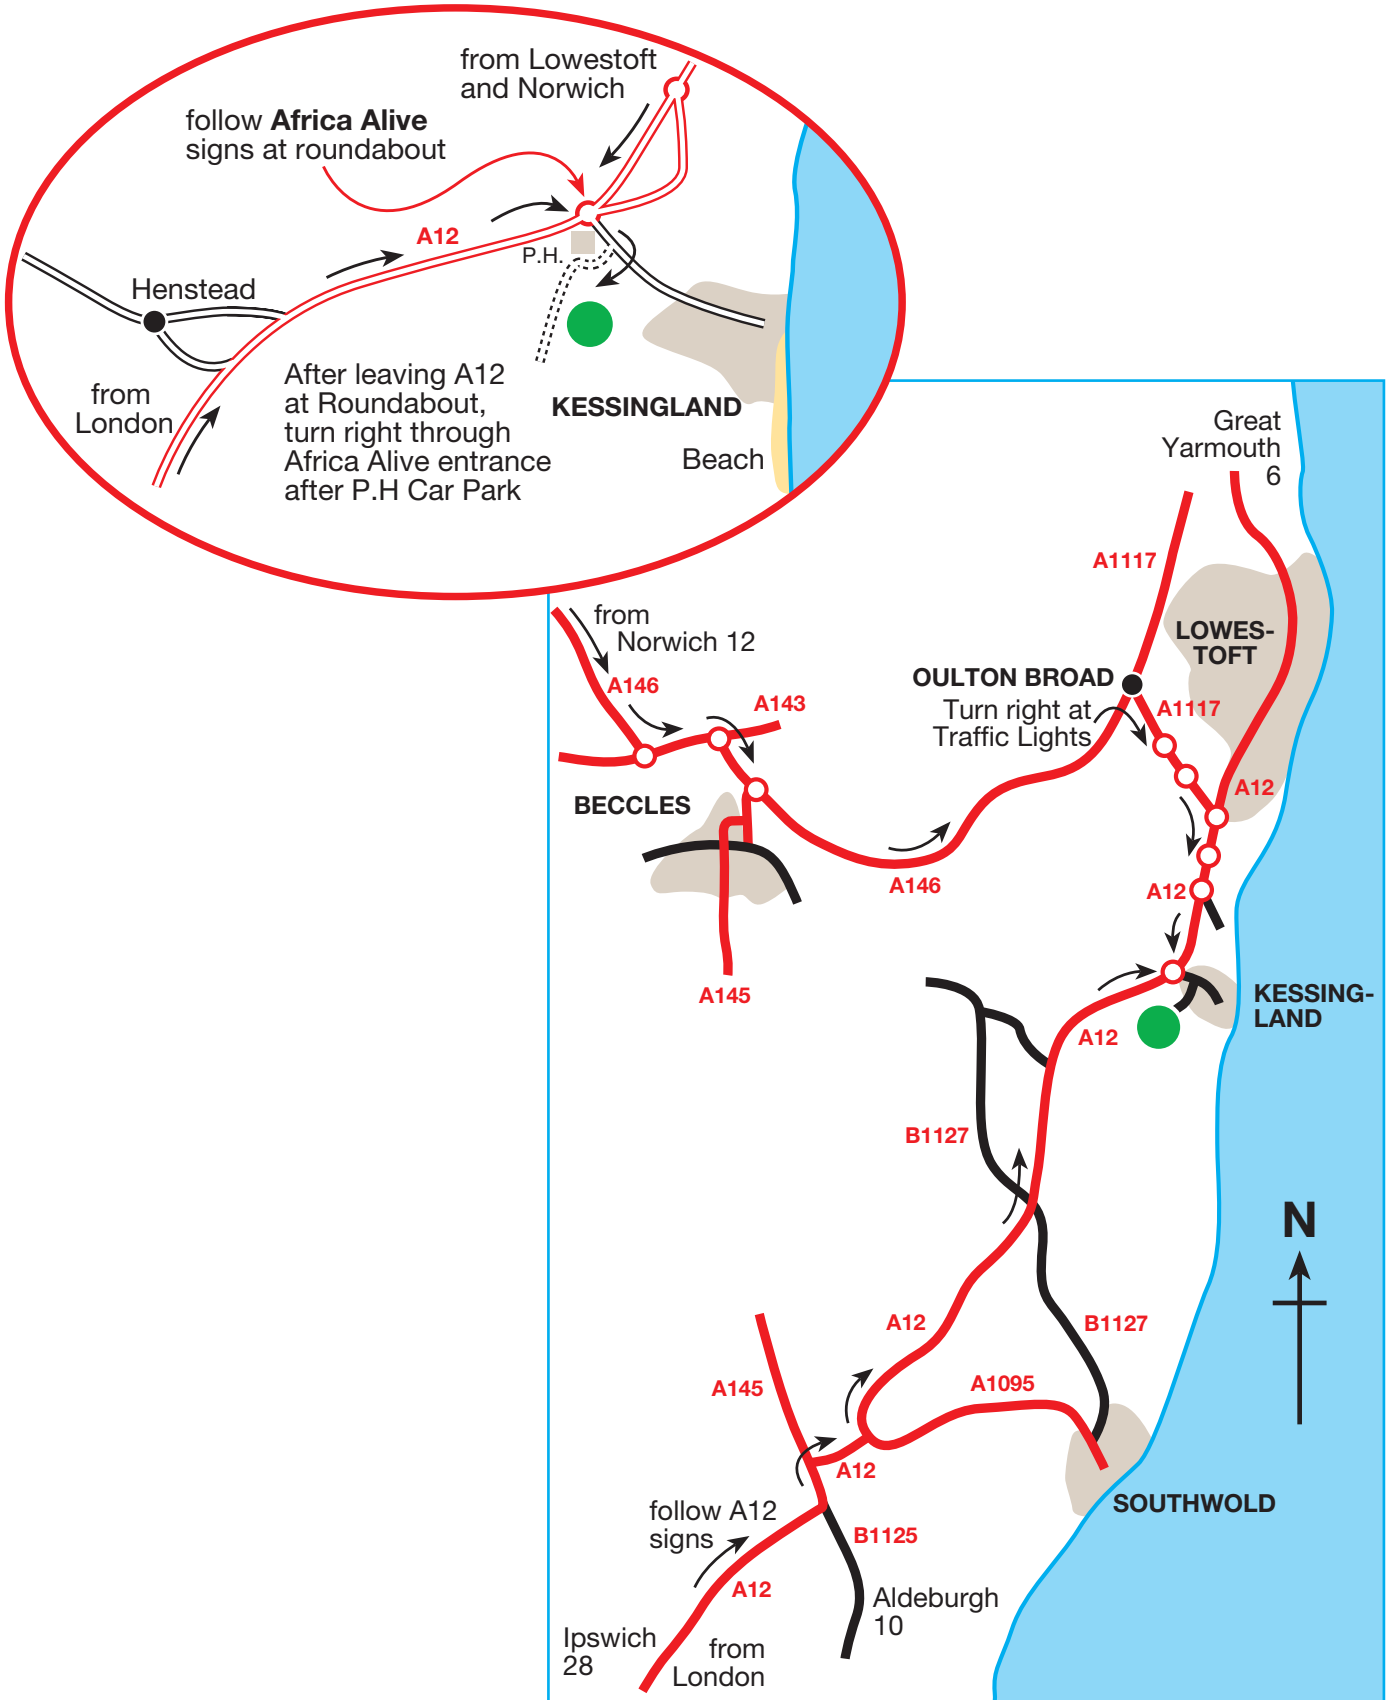 from Lowestoft
and Norwich
follow Africa Alive
signs at roundabout
A12
P.H.
Henstead
from
London
After leaving A12
at Roundabout,
turn right through
Africa Alive entrance
after P.H Car Park
KESSINGLAND
Beach
Great
Yarmouth
6
A1117
LOWES-
TOFT
from
Norwich 12
A146
A143
OULTON BROAD
Turn right at
Traffic Lights
A1117
A12
BECCLES
A146
A12
A145
KESSING-
LAND
A12
B1127
N
A12
B1127
A145
A1095
A12
SOUTHWOLD
follow A12
signs
B1125
A12
Aldeburgh
10
Ipswich
28
from
London